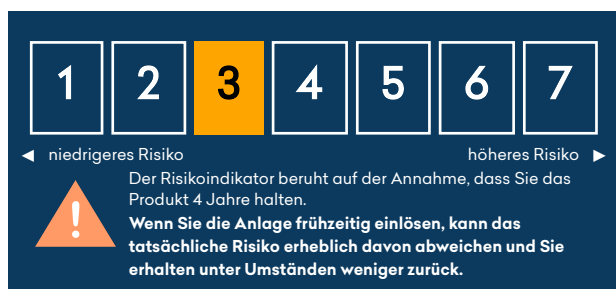 1 2 3 4 5 6 7
◄ niedrigeres Risiko höheres Risiko ►
Der Risikoindikator beruht auf der Annahme, dass Sie das
Produkt 4 Jahre halten.
Wenn Sie die Anlage frühzeitig einlösen, kann das
tatsächliche Risiko erheblich davon abweichen und Sie
erhalten unter Umständen weniger zurück.